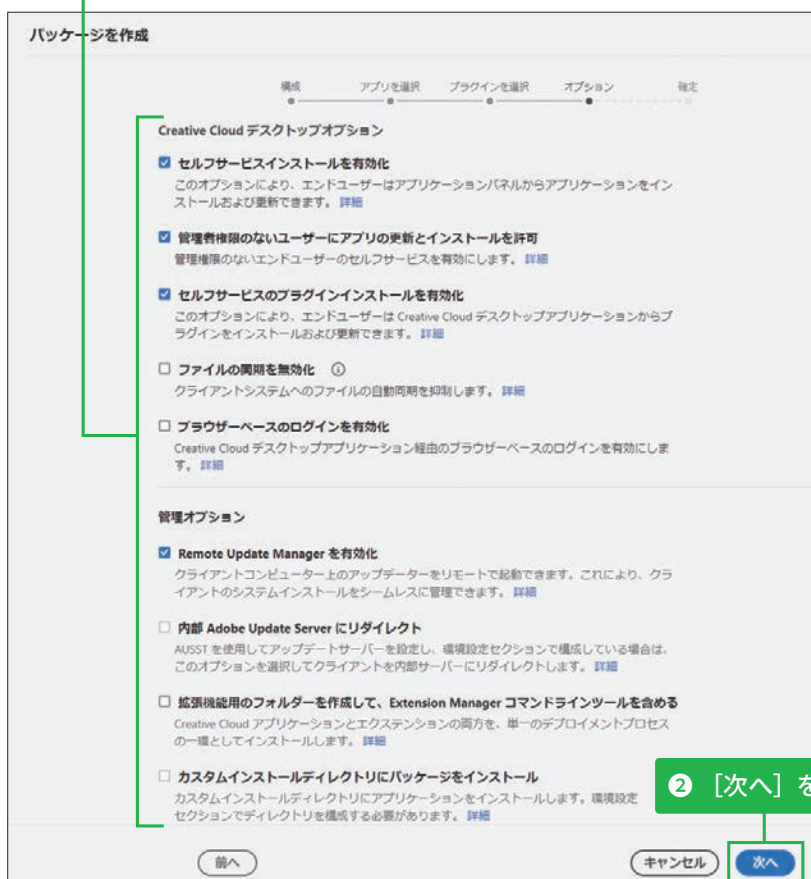 パッケージを作成
構成 アプリを選択 プラグインを選択 オプション 確定
Creative Cloud デスクトップオプション
セルフサービスインストールを有効化
このオプションにより、エンドユーザーはアプリケーションパネルからアプリケーションをイン
ストールおよび更新できます。 詳細
管理者権限のないユーザーにアプリの更新とインストールを許可
管理権限のないエンドユーザーのセルフサービスを有効にします。 詳細
セルフサービスのプラグインインストールを有効化
このオプションにより、エンドユーザーは Creative Cloud デスクトップアプリケーションからプ
ラグインをインストールおよび更新できます。 詳細
ファイルの同期を無効化
クライアントシステムへのファイルの自動同期を抑制します。 詳細
ブラウザーベースのログインを有効化
Creative Cloud デスクトップアプリケーション経由のブラウザーベースのログインを有効にしま
す。 詳細
管理オプション
Remote Update Manager を有効化
クライアントコンピューター上のアップデーターをリモートで起動できます。これにより、クラ
イアントのシステムインストールをシームレスに管理できます。 詳細
内部 Adobe Update Server にリダイレクト
AUSST を使用してアップデートサーバーを設定し、環境設定セクションで構成している場合は、
このオプションを選択してクライアントを内部サーバーにリダイレクトします。 詳細
拡張機能用のフォルダーを作成して、Extension Manager コマンドラインツールを含める
Creative Cloud アプリケーションとエクステンションの両方を、単一のデプロイメントプロセス
の一環としてインストールします。 詳細
カスタムインストールディレクトリにパッケージをインストール
カスタムインストールディレクトリにアプリケーションをインストールします。環境設定
セクションでディレクトリを構成する必要があります。 詳細
❷ [次へ] を
前へ キャンセル 次へ